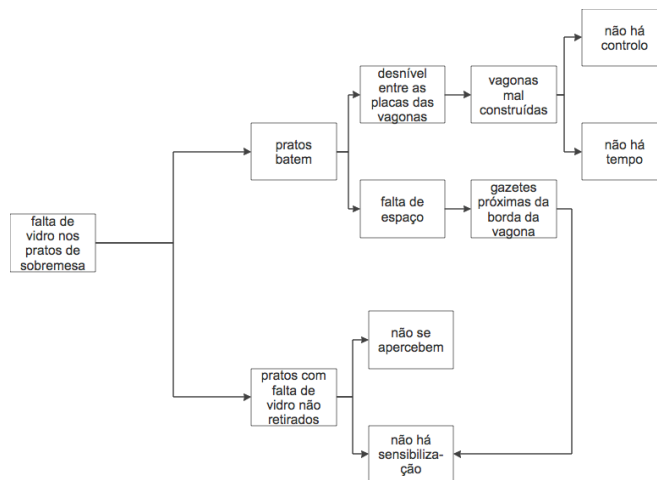 não há
controlo
desnível
entre as
placas das
vagonas
vagonas
mal
construídas
pratos
batem
não há
tempo
falta de
espaço
gazetes
próximas da
borda da
vagona
falta de
vidro nos
pratos de
sobremesa
não se
apercebem
pratos com
falta de
vidro não
retirados
não há
sensibiliza-
ção